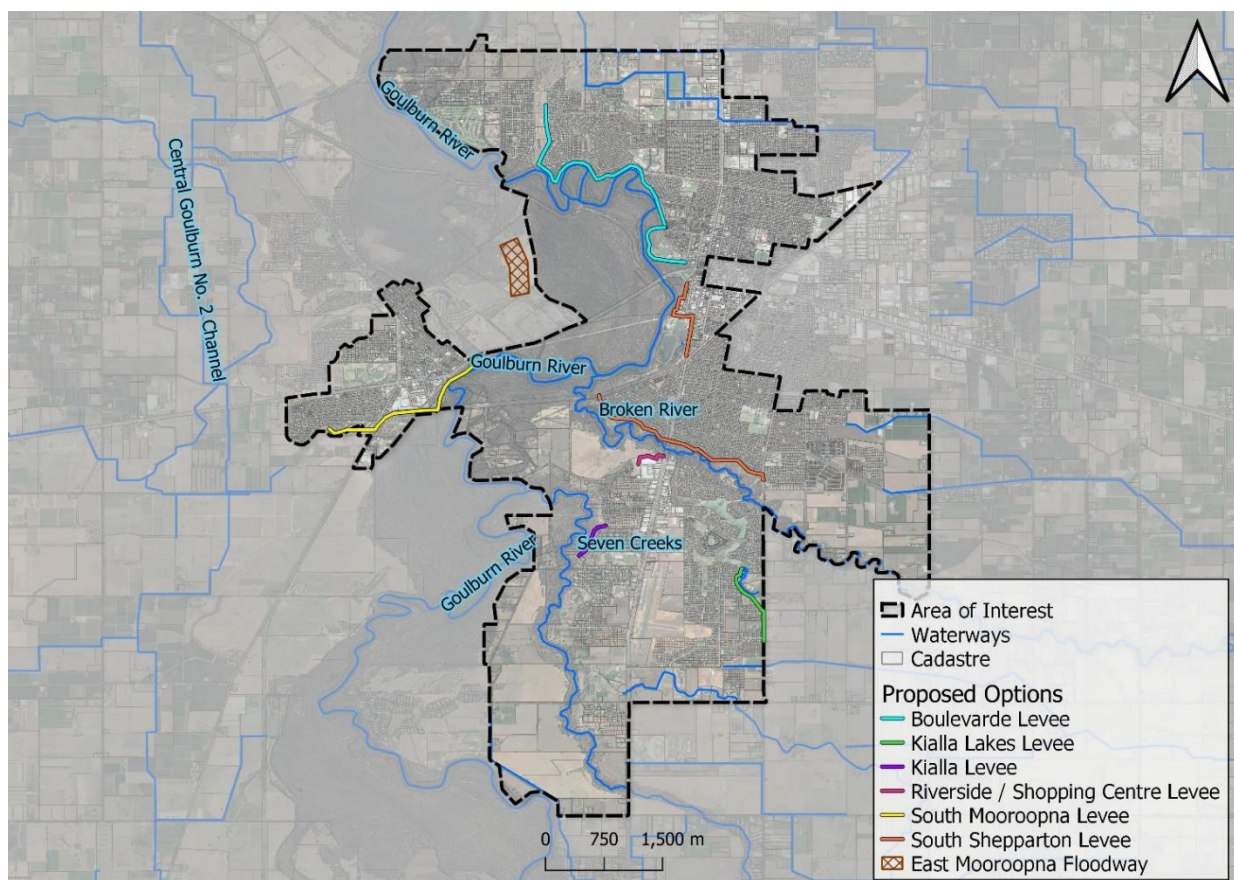 Goulburn River
Central Goulburn No. 2 Channel
Goulburn River
Broken River
Seven Creeks
Goulburn River
0 750 1,500 m
Area of Interest
Waterways
Cadastre
Proposed Options
Boulevarde Levee
Kialla Lakes Levee
Kialla Levee
Riverside / Shopping Centre Levee
South Mooroopna Levee
South Shepparton Levee
East Mooroopna Floodway